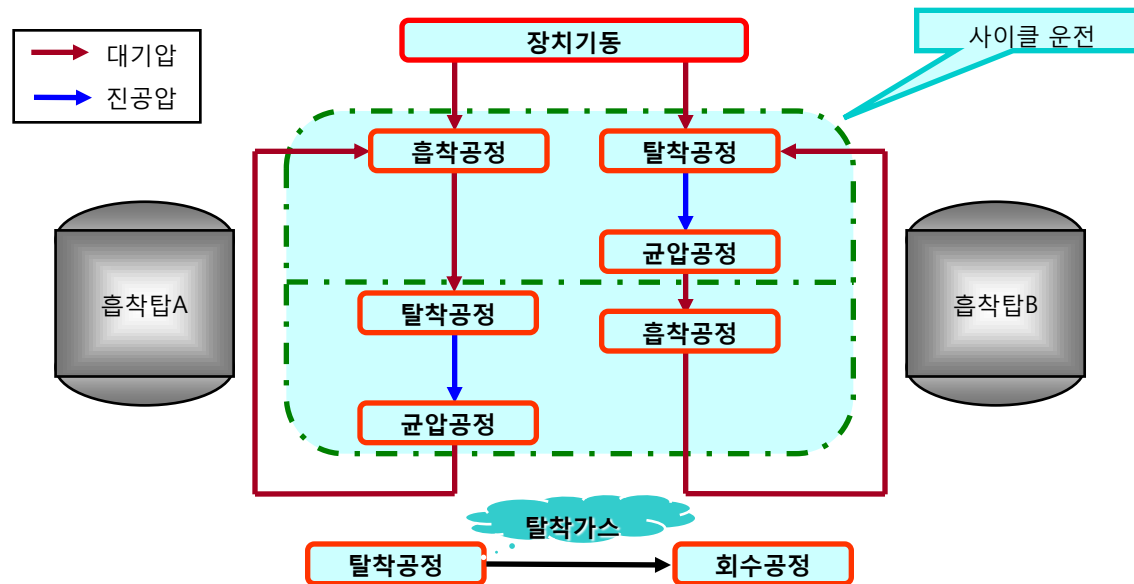 장치기동
사이클 운전
대기압
진공압
흡착공정
탈착공정
균압공정
흡착탑A
탈착공정
흡착공정
흡착탑B
균압공정
탈착가스
탈착공정
회수공정